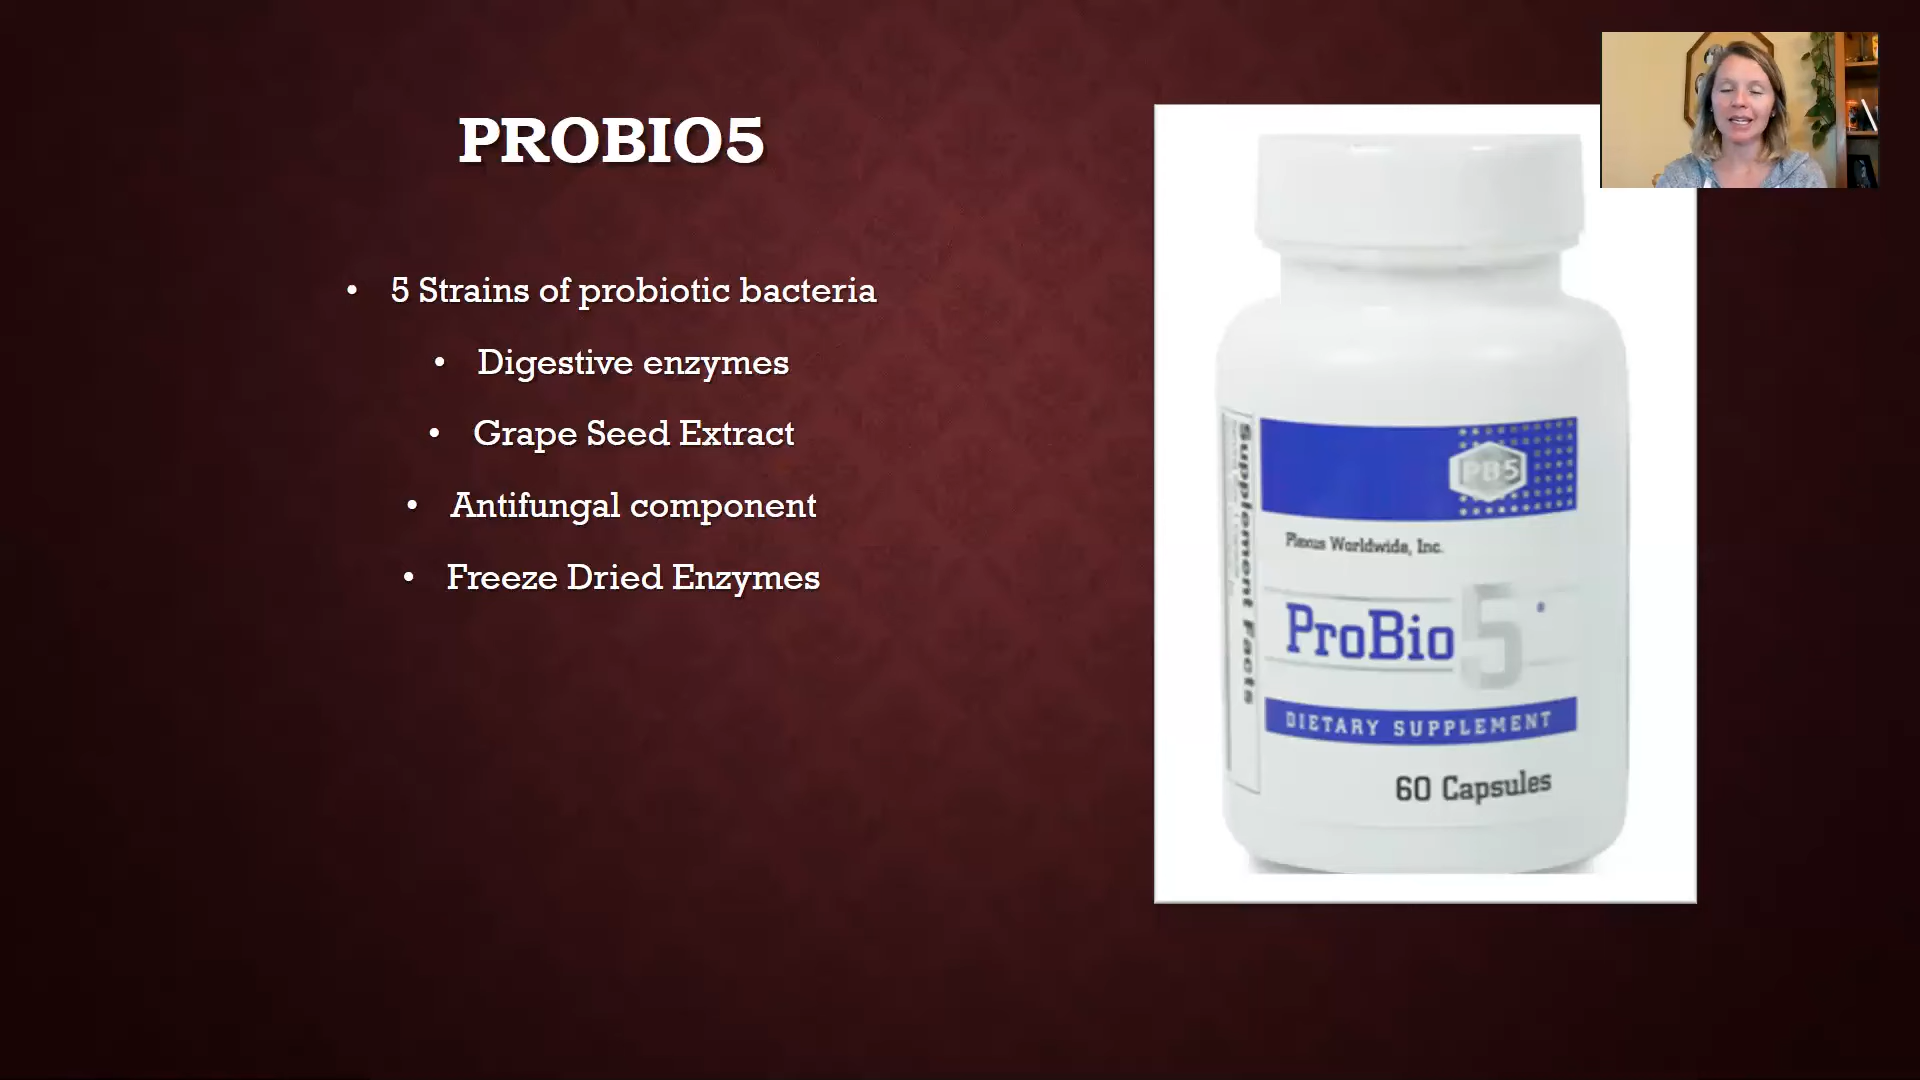 PROBIO5
• 5 Strains of probiotic bacteria
• Digestive enzymes
• Grape Seed Extract
• Antifungal component
• Freeze Dried Enzymes
PB5
Plexus Worldwide, Inc.
ProBio5
DIETARY SUPPLEMENT
60 Capsules
Supplement Facts